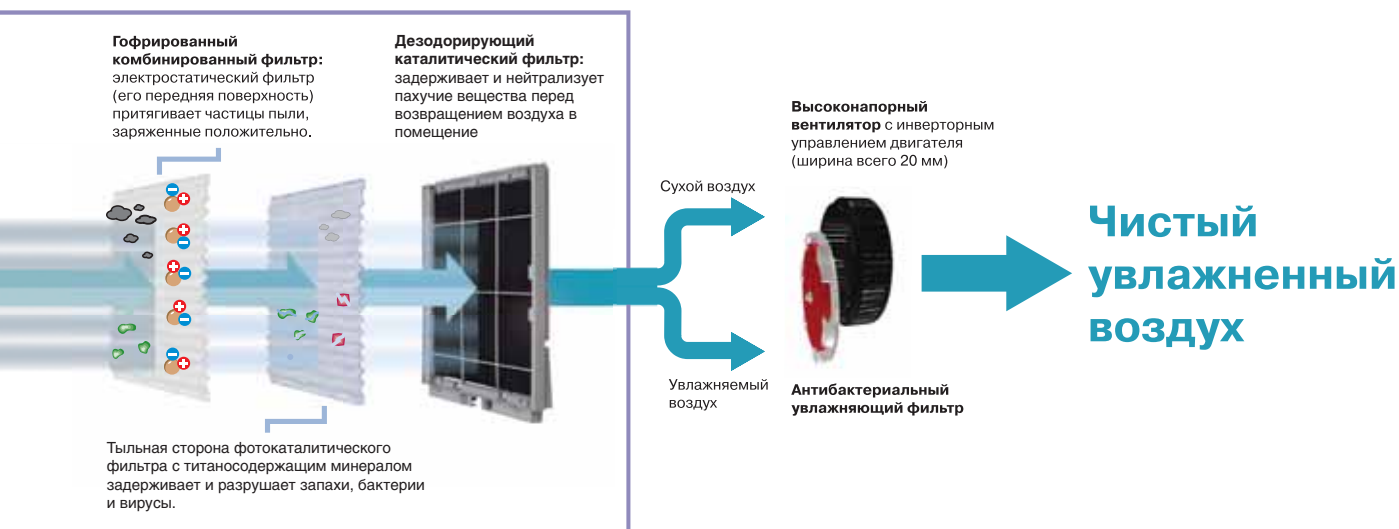 Гофрированный
комбинированный фильтр:
электростатический фильтр
(его передняя поверхность)
притягивает частицы пыли,
заряженные положительно.
Дезодорирующий
каталитический фильтр:
задерживает и нейтрализует
пахучие вещества перед
возвращением воздуха в
помещение
Тыльная сторона фотокаталитического
фильтра с титаносодержащим минералом
задерживает и разрушает запахи, бактерии
и вирусы.
Сухой воздух
Увлажняемый
воздух
Высоконапорный
вентилятор с инверторным
управлением двигателя
(ширина всего 20 мм)
Антибактериальный
увлажняющий фильтр
Чистый
увлажненный
воздух